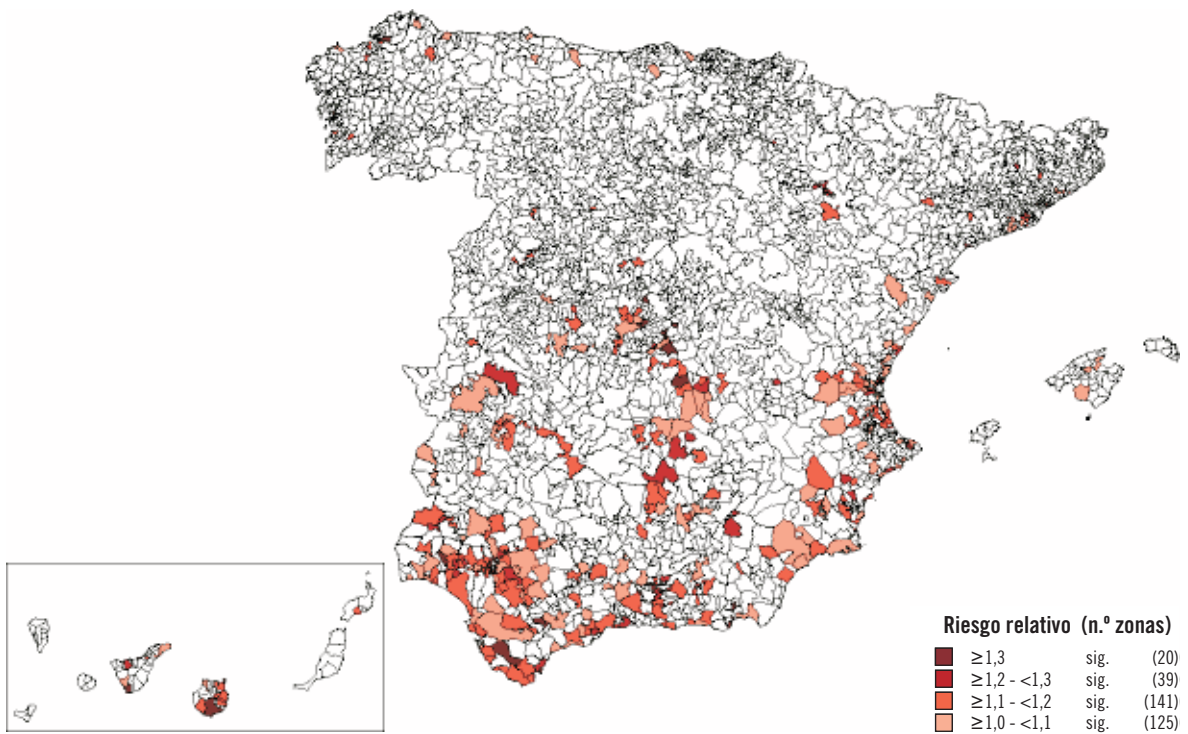 Riesgo relativo (n.º zonas)
≥1,3 sig. (20)
≥1,2 - <1,3 sig. (39)
≥1,1 - <1,2 sig. (141)
≥1,0 - <1,1 sig. (125)